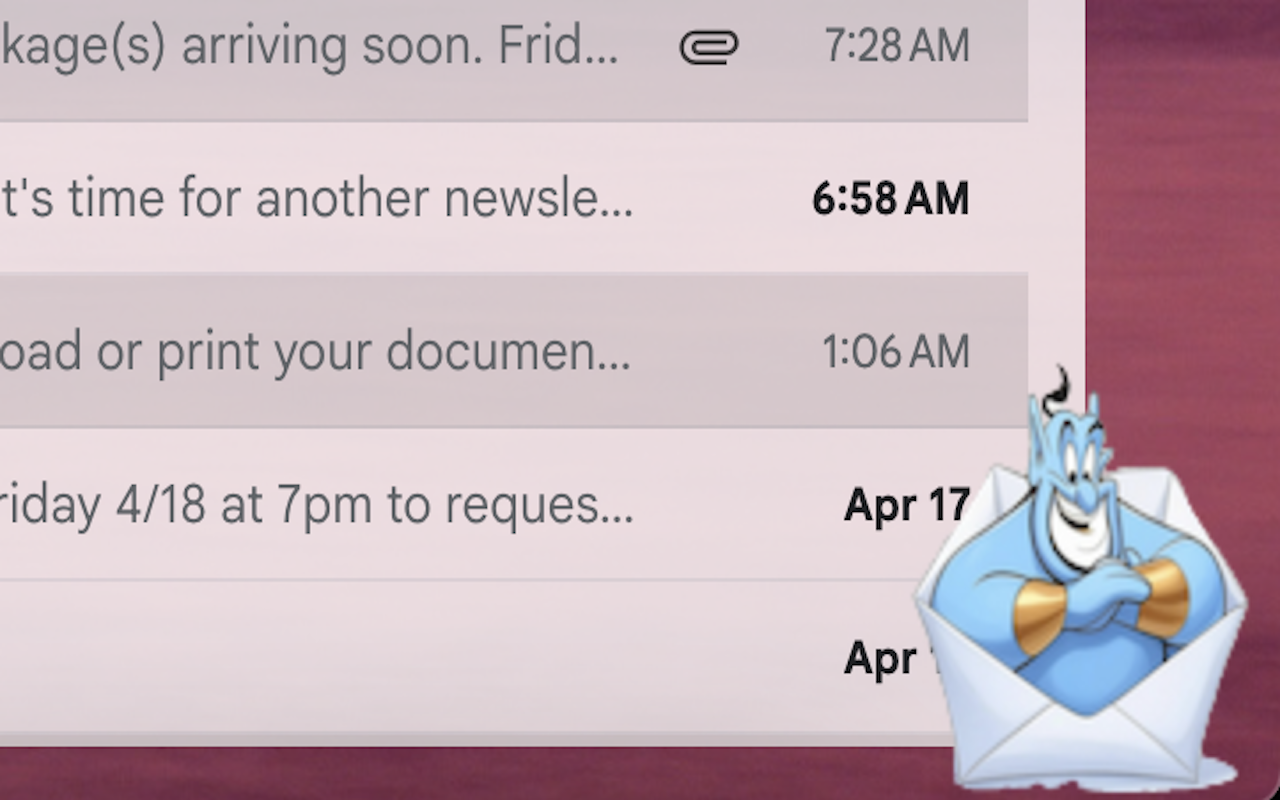 kage(s) arriving soon. Frid... 7:28 AM
t's time for another newsle... 6:58 AM
oad or print your documen... 1:06 AM
riday 4/18 at 7pm to reques... Apr 17
Apr